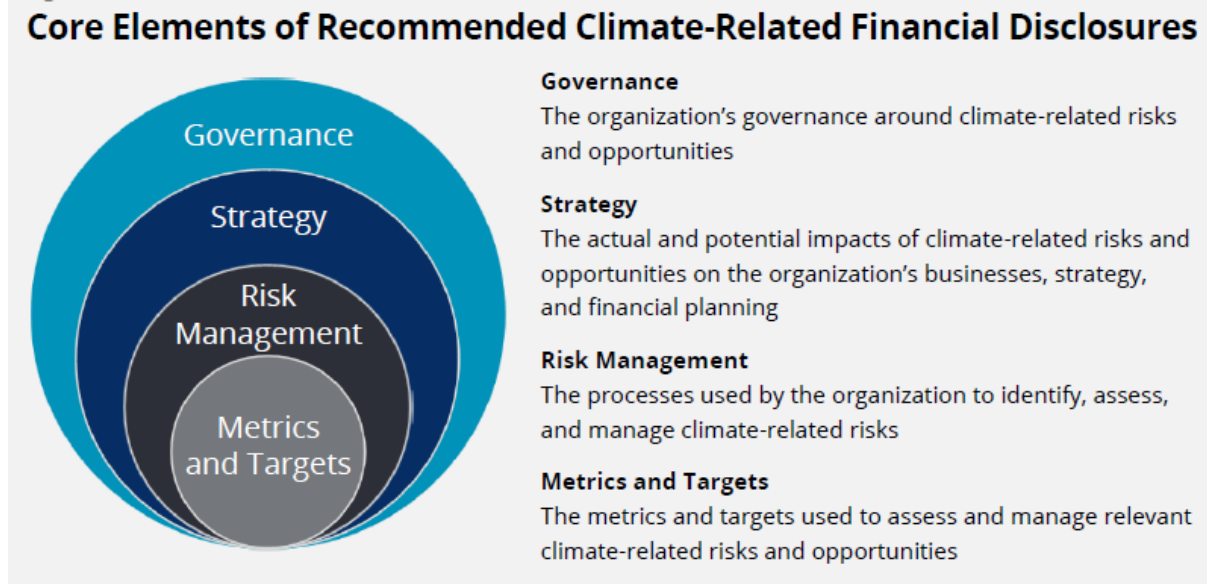 Core Elements of Recommended Climate-Related Financial Disclosures
Governance
Strategy
Risk
Management
Metrics
and Targets
Governance
The organization’s governance around climate-related risks
and opportunities
Strategy
The actual and potential impacts of climate-related risks and
opportunities on the organization’s businesses, strategy,
and financial planning
Risk Management
The processes used by the organization to identify, assess,
and manage climate-related risks
Metrics and Targets
The metrics and targets used to assess and manage relevant
climate-related risks and opportunities